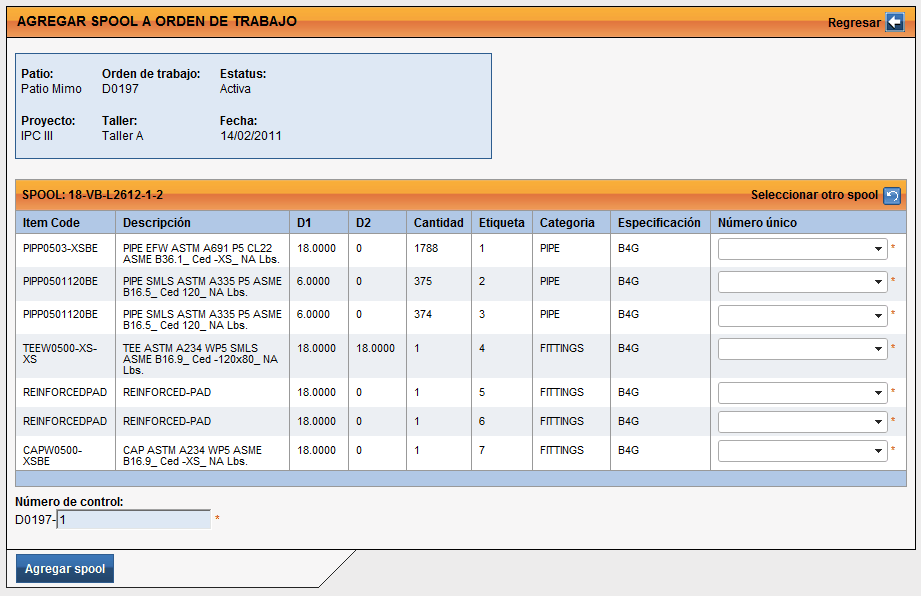 AGREGAR SPOOL A ORDEN DE TRABAJO
Regresar
Patio: Orden de trabajo: Estatus:
Patio Mimo D0197 Activa
Proyecto: Taller: Fecha:
IPC III Taller A 14/02/2011
SPOOL: 18-VB-L2612-1-2
Seleccionar otro spool
Item Code Descripción D1 D2 Cantidad Etiqueta Categoria Especificación Número único
PIPP0503-XSBE PIPE EFW ASTM A691 P5 CL22 18.0000 0 1788 1 PIPE B4G *
ASME B36.1_ Ced -XS_ NA Lbs.
PIPP0501120BE PIPE SMLS ASTM A335 P5 ASME 6.0000 0 375 2 PIPE B4G *
B16.5_ Ced 120_ NA Lbs.
PIPP0501120BE PIPE SMLS ASTM A335 P5 ASME 6.0000 0 374 3 PIPE B4G *
B16.5_ Ced 120_ NA Lbs.
TEEW0500-XS- TEE ASTM A234 WP5 SMLS 18.0000 18.0000 1 4 FITTINGS B4G *
XS ASME B16.9_ Ced -120x80_ NA
Lbs.
REINFORCEDPAD REINFORCED-PAD 18.0000 0 1 5 FITTINGS B4G *
REINFORCEDPAD REINFORCED-PAD 18.0000 0 1 6 FITTINGS B4G *
CAPW0500- CAP ASTM A234 WP5 ASME 18.0000 0 1 7 FITTINGS B4G *
XSBE B16.9_ Ced -XS_ NA Lbs.
Número de control:
D0197-1 *
Agregar spool